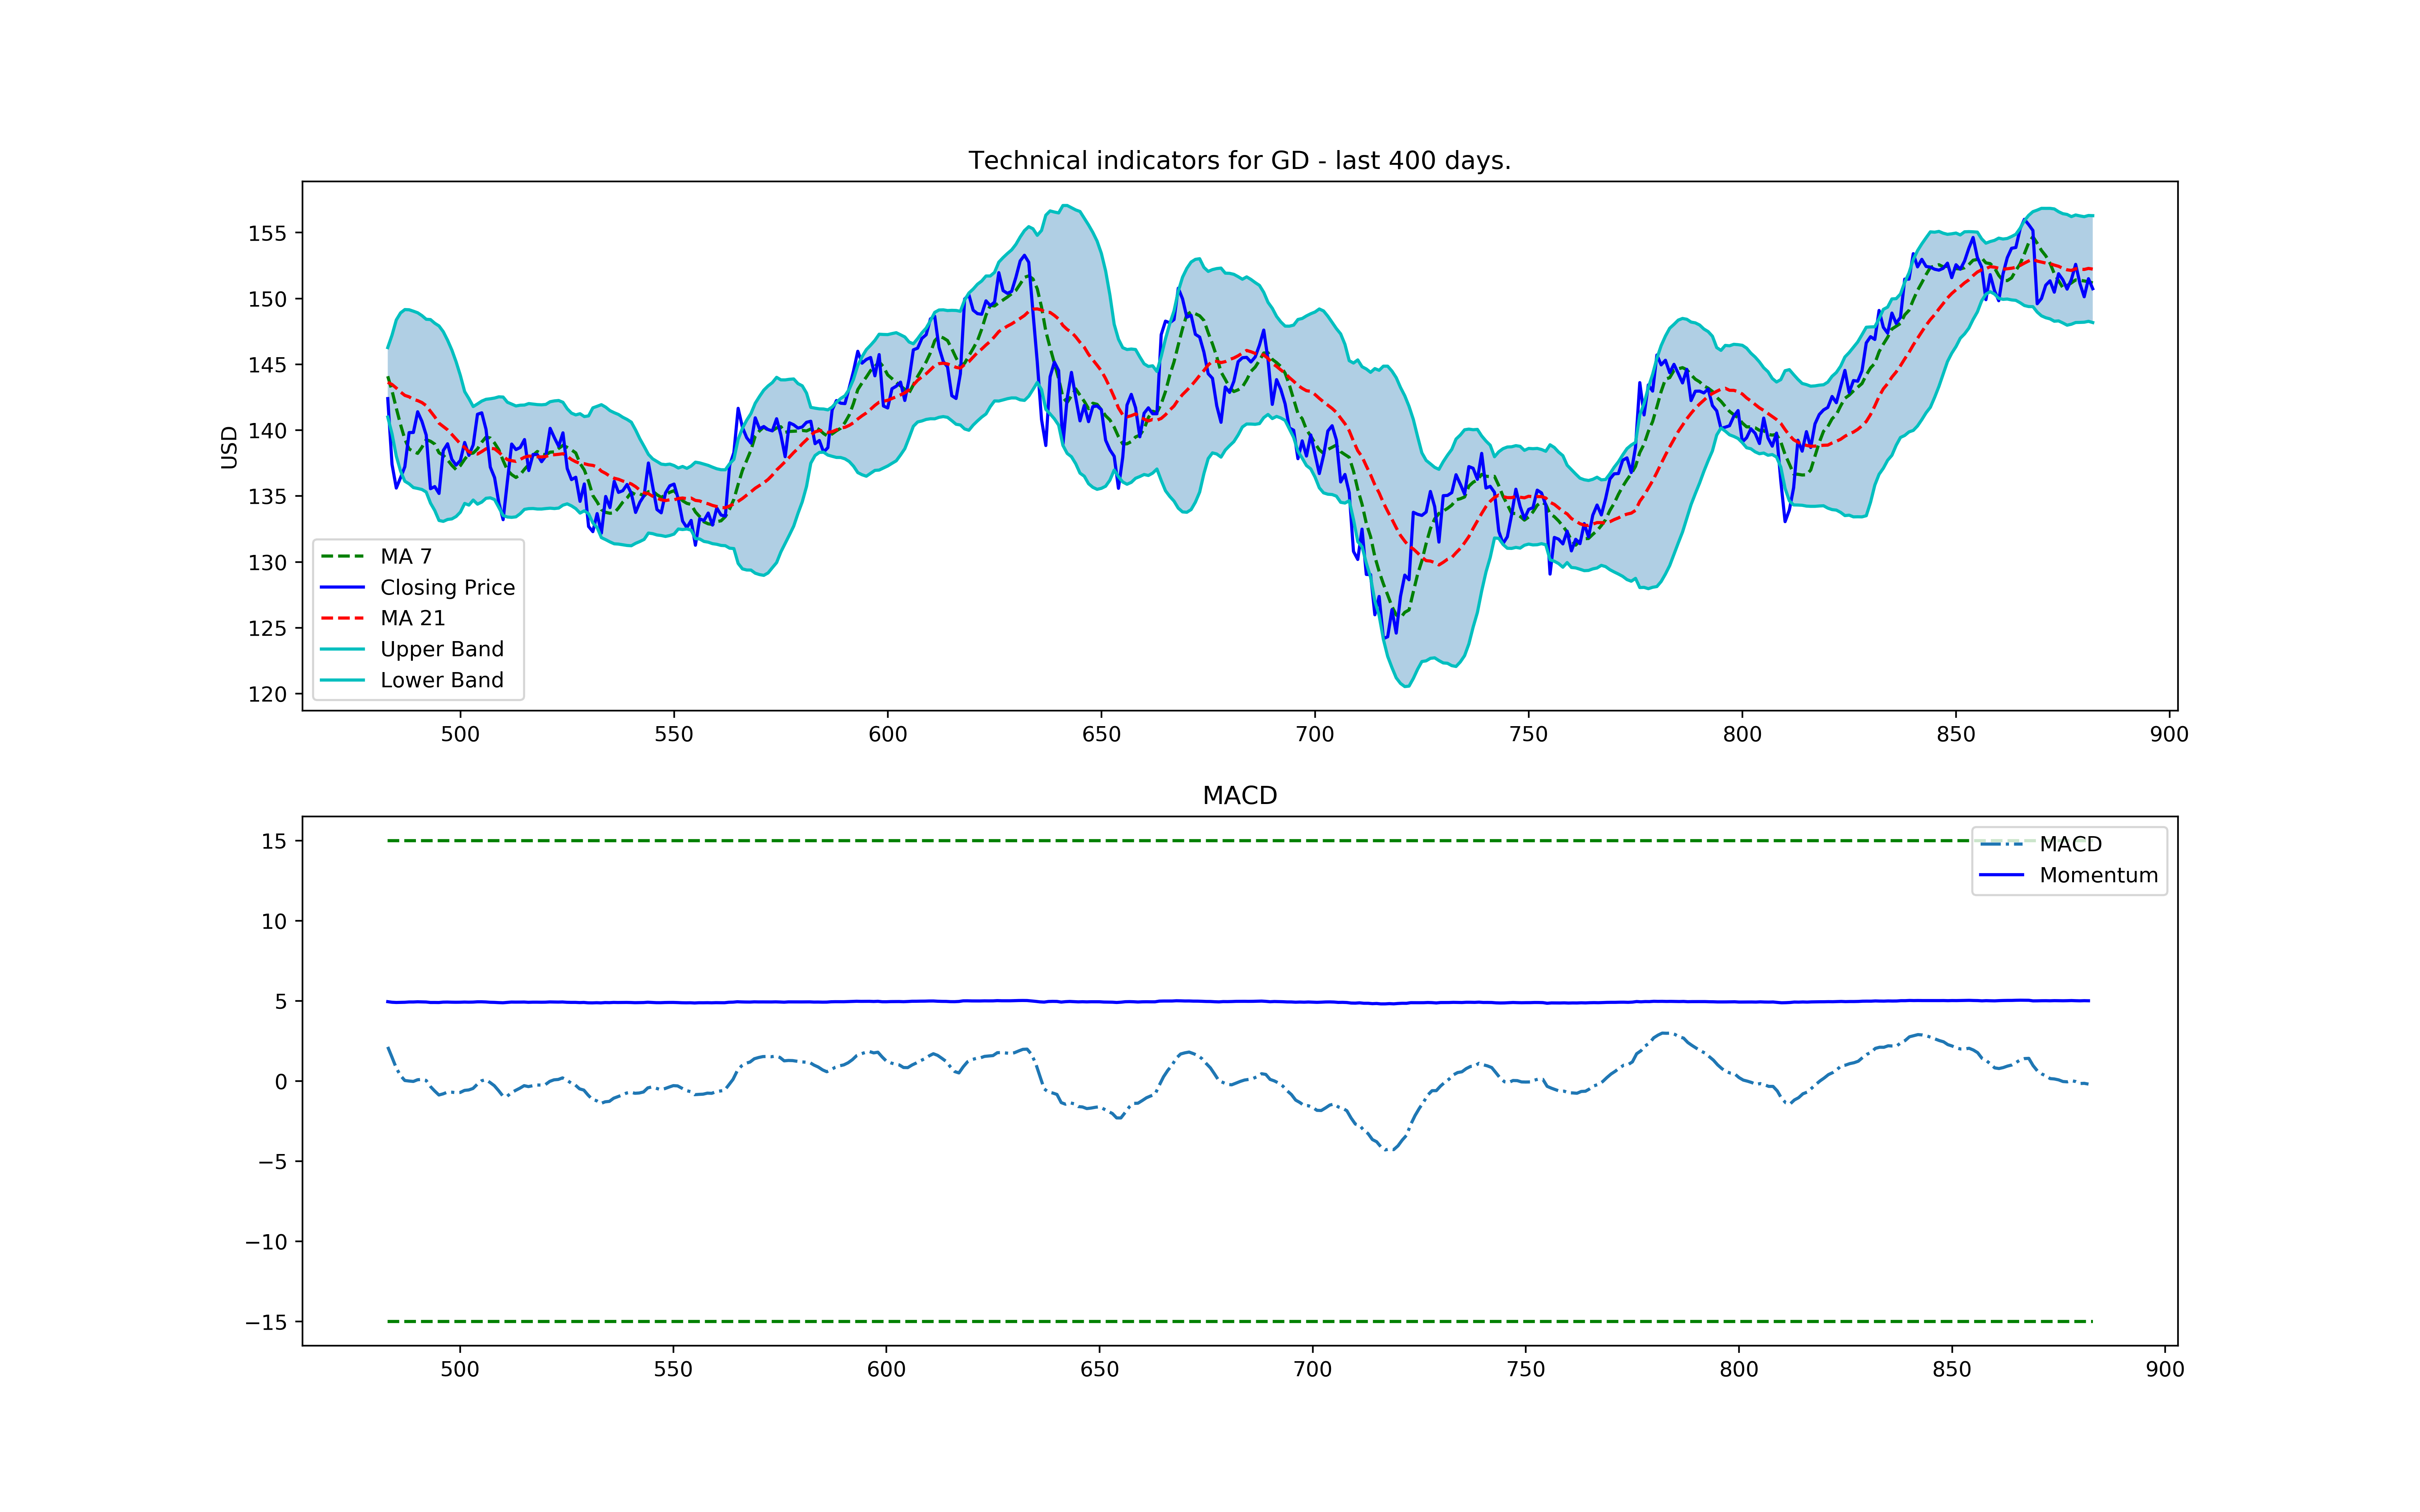 Technical indicators for GD - last 400 days.
USD
155
150
145
140
135
130
125
120
MA 7
Closing Price
MA 21
Upper Band
Lower Band
500 550 600 650 700 750 800 850 900
MACD
15
10
5
0
−5
−10
−15
MACD
Momentum
500 550 600 650 700 750 800 850 900